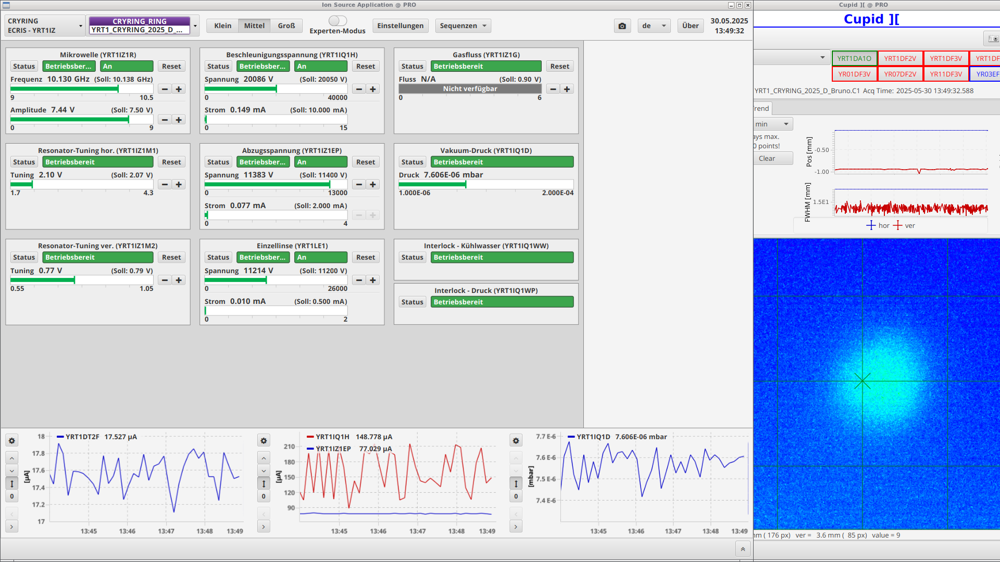 Ion Source Application @ PRO
CRYRING
ECRIS - YRT1IZ
CRYRING_RING
YRT1_CRYRING_2025_D_...
Klein Mittel Groß
Experten-Modus
Einstellungen
Sequenzen
de
Über
30.05.2025
13:49:32
Mikrowelle (YRT1IZ1R)
Status Betriebsber... An Reset
Frequenz 10.130 GHz (Soll: 10.138 GHz)
9 10.5
Amplitude 7.44 V (Soll: 7.50 V)
0 9
Beschleunigungsspannung (YRT1IQ1H)
Status Betriebsber... An Reset
Spannung 20086 V (Soll: 20050 V)
0 40000
Strom 0.149 mA (Soll: 10.000 mA)
0 15
Gasfluss (YRT1IZ1G)
Status Betriebsbereit Reset
Fluss N/A (Soll: 0.90 V)
Nicht verfügbar
0 6
Resonator-Tuning hor. (YRT1IZ1M1)
Status Betriebsbereit Reset
Tuning 2.10 V (Soll: 2.07 V)
1.7 4.3
Abzugsspannung (YRT1IZ1EP)
Status Betriebsber... An Reset
Spannung 11383 V (Soll: 11400 V)
0 13000
Strom 0.077 mA (Soll: 2.000 mA)
0 4
Vakuum-Druck (YRT1IQ1D)
Status Betriebsbereit
Druck 7.606E-06 mbar
1.000E-06 2.000E-04
Resonator-Tuning ver. (YRT1IZ1M2)
Status Betriebsbereit Reset
Tuning 0.77 V (Soll: 0.79 V)
0.55 1.05
Einzellinse (YRT1LE1)
Status Betriebsber... An Reset
Spannung 11214 V (Soll: 11200 V)
0 26000
Strom 0.010 mA (Soll: 0.500 mA)
0 2
Interlock - Kühlwasser (YRT1IQ1WW)
Status Betriebsbereit
Interlock - Druck (YRT1IQ1WP)
Status Betriebsbereit
YRT1DT2F 17.527 µA
[µA]
18
17.8
17.6
17.4
17.2
17
13:45 13:46 13:47 13:48 13:49
0
YRT1IQ1H 148.778 µA
YRT1IZ1EP 77.029 µA
[µA]
210
180
150
120
90
13:45 13:46 13:47 13:48 13:49
0
YRT1IQ1D 7.606E-06 mbar
[mbar]
7.7 E-6
7.6 E-6
7.5 E-6
7.4 E-6
13:45 13:46 13:47 13:48 13:49
0
Cupid ][ @ PRO
Cupid ][
YRT1DA1O YRT1DF2V YRT1DF3V YRT1DF
YR01DF3V YR07DF2V YR11DF3V YR03EF
YRT1_CRYRING_2025_D_Bruno.C1 Acq Time: 2025-05-30 13:49:32.588
rend
min
ays max.
0 points!
Clear
Pos [mm]
-0.50
-1.00
FWHM [mm]
1.5E1
hor ver
nm ( 176 px) ver = 3.6 mm ( 85 px) value = 9